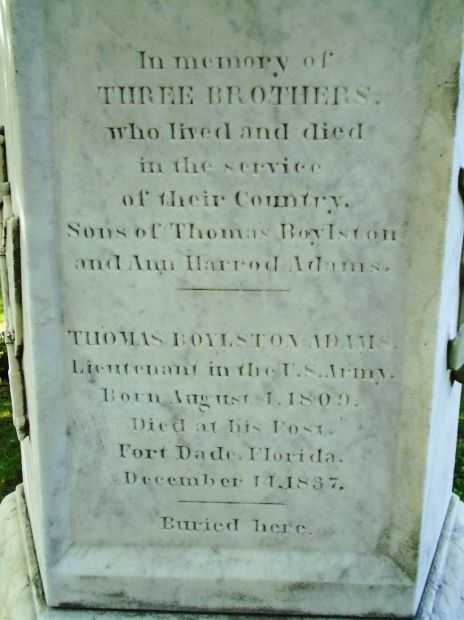 In memory of
THREE BROTHERS.
who lived and died
in the service
of their Country.
Sons of Thomas Boylston
and Ann Harrod Adams.
THOMAS BOYLSTON ADAMS.
Lieutenant in the U.S. Army.
Born August 4, 1809.
Died at his Post.
Fort Dade, Florida.
December 14, 1837.
Buried here.